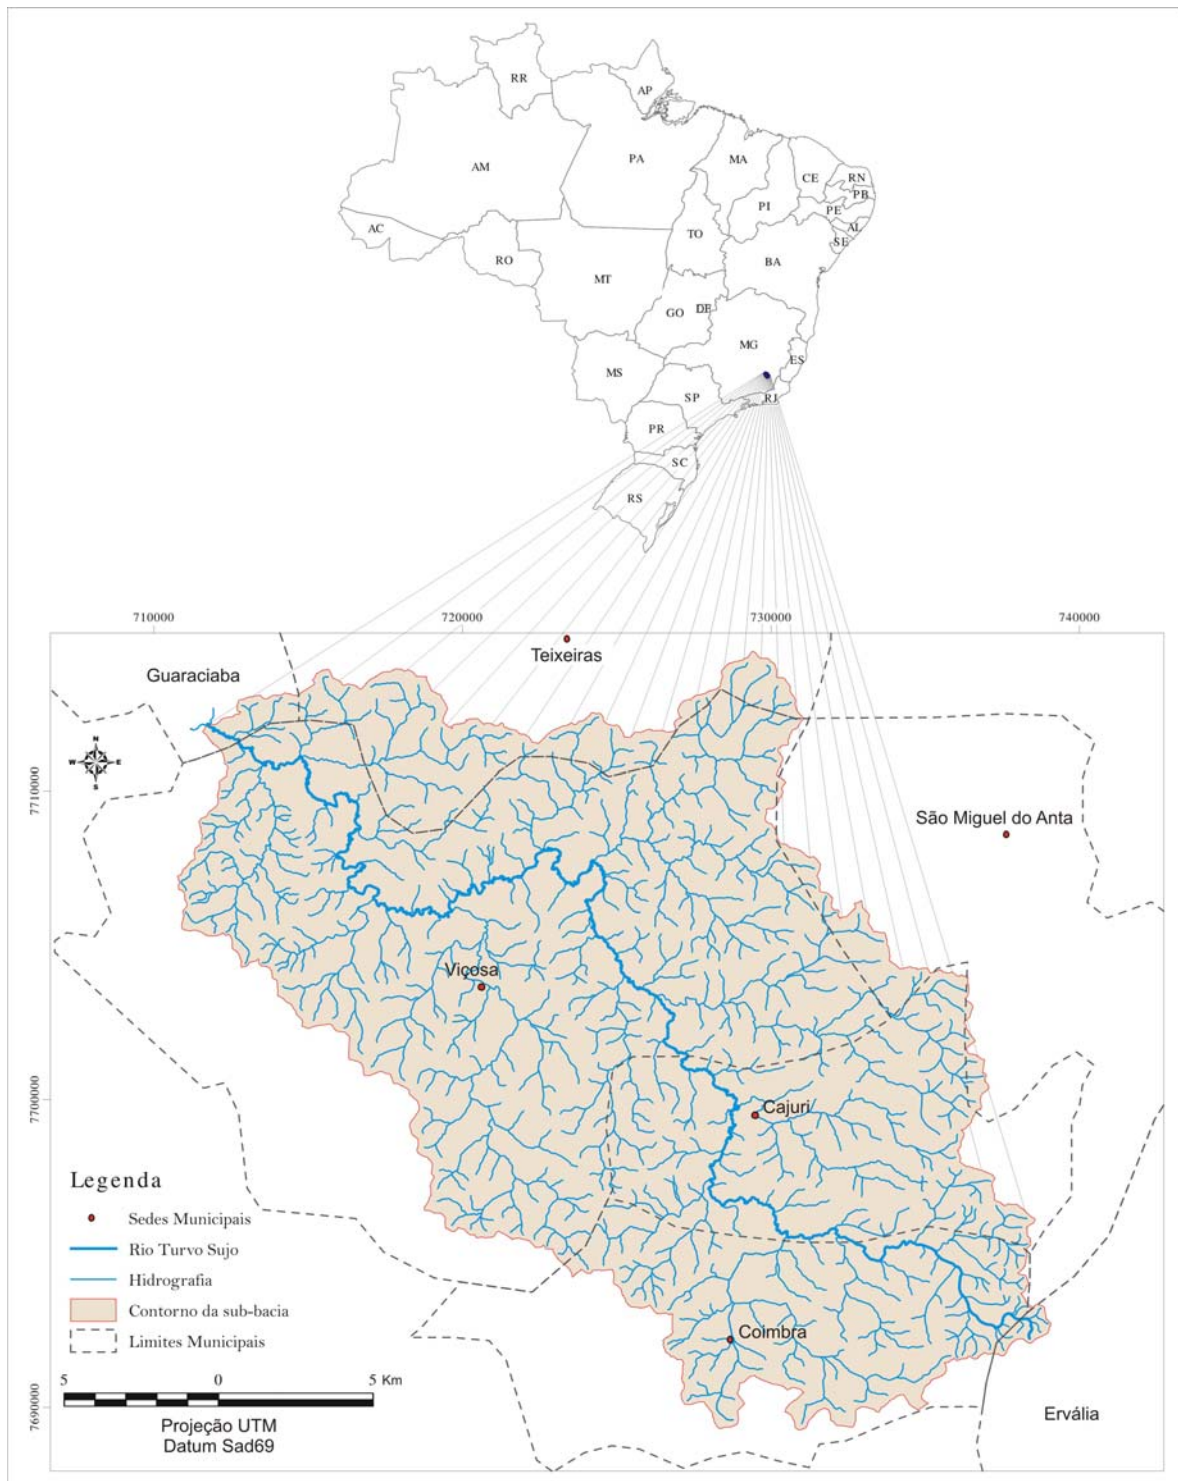 RR
AP
AM
PA
MA
CE
RN
PB
PE
PI
AL
SE
AC
TO
RO
BA
MT
GO
DF
MG
ES
MS
SP
RJ
PR
SC
RS
710000
720000
730000
740000
Teixeiras
Guaraciaba
N
W
E
S
7710000
São Miguel do Anta
Viçosa
7700000
Cajuri
Legenda
Sedes Municipais
Rio Turvo Sujo
Hidrografia
Contorno da sub-bacia
Limites Municipais
Coimbra
5 0 5 Km
7690000
Projeção UTM
Datum Sad69
Ervália